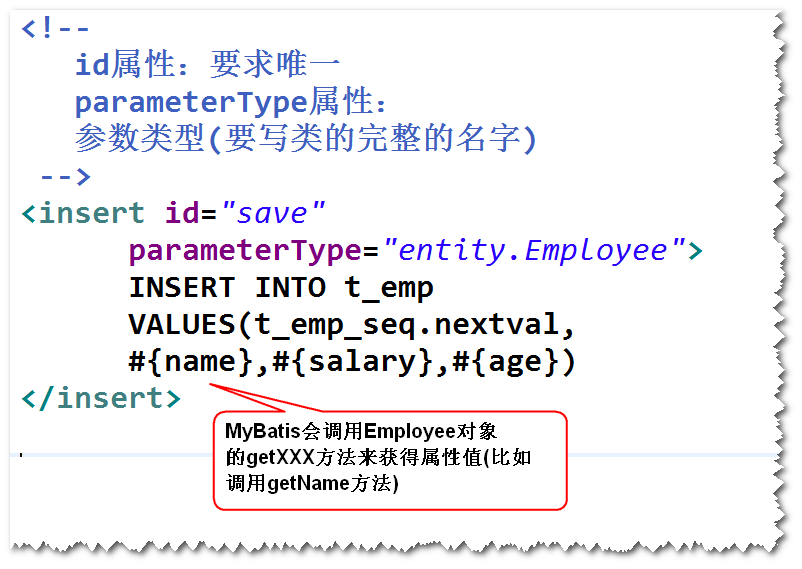 <!--
id属性：要求唯一
parameterType属性：
参数类型(要写类的完整的名字)
-->
<insert id="save"
parameterType="entity.Employee">
INSERT INTO t_emp
VALUES(t_emp_seq.nextval,
#{name},#{salary},#{age})
</insert>
MyBatis会调用Employee对象
的getXXX方法来获得属性值(比如
调用getName方法)